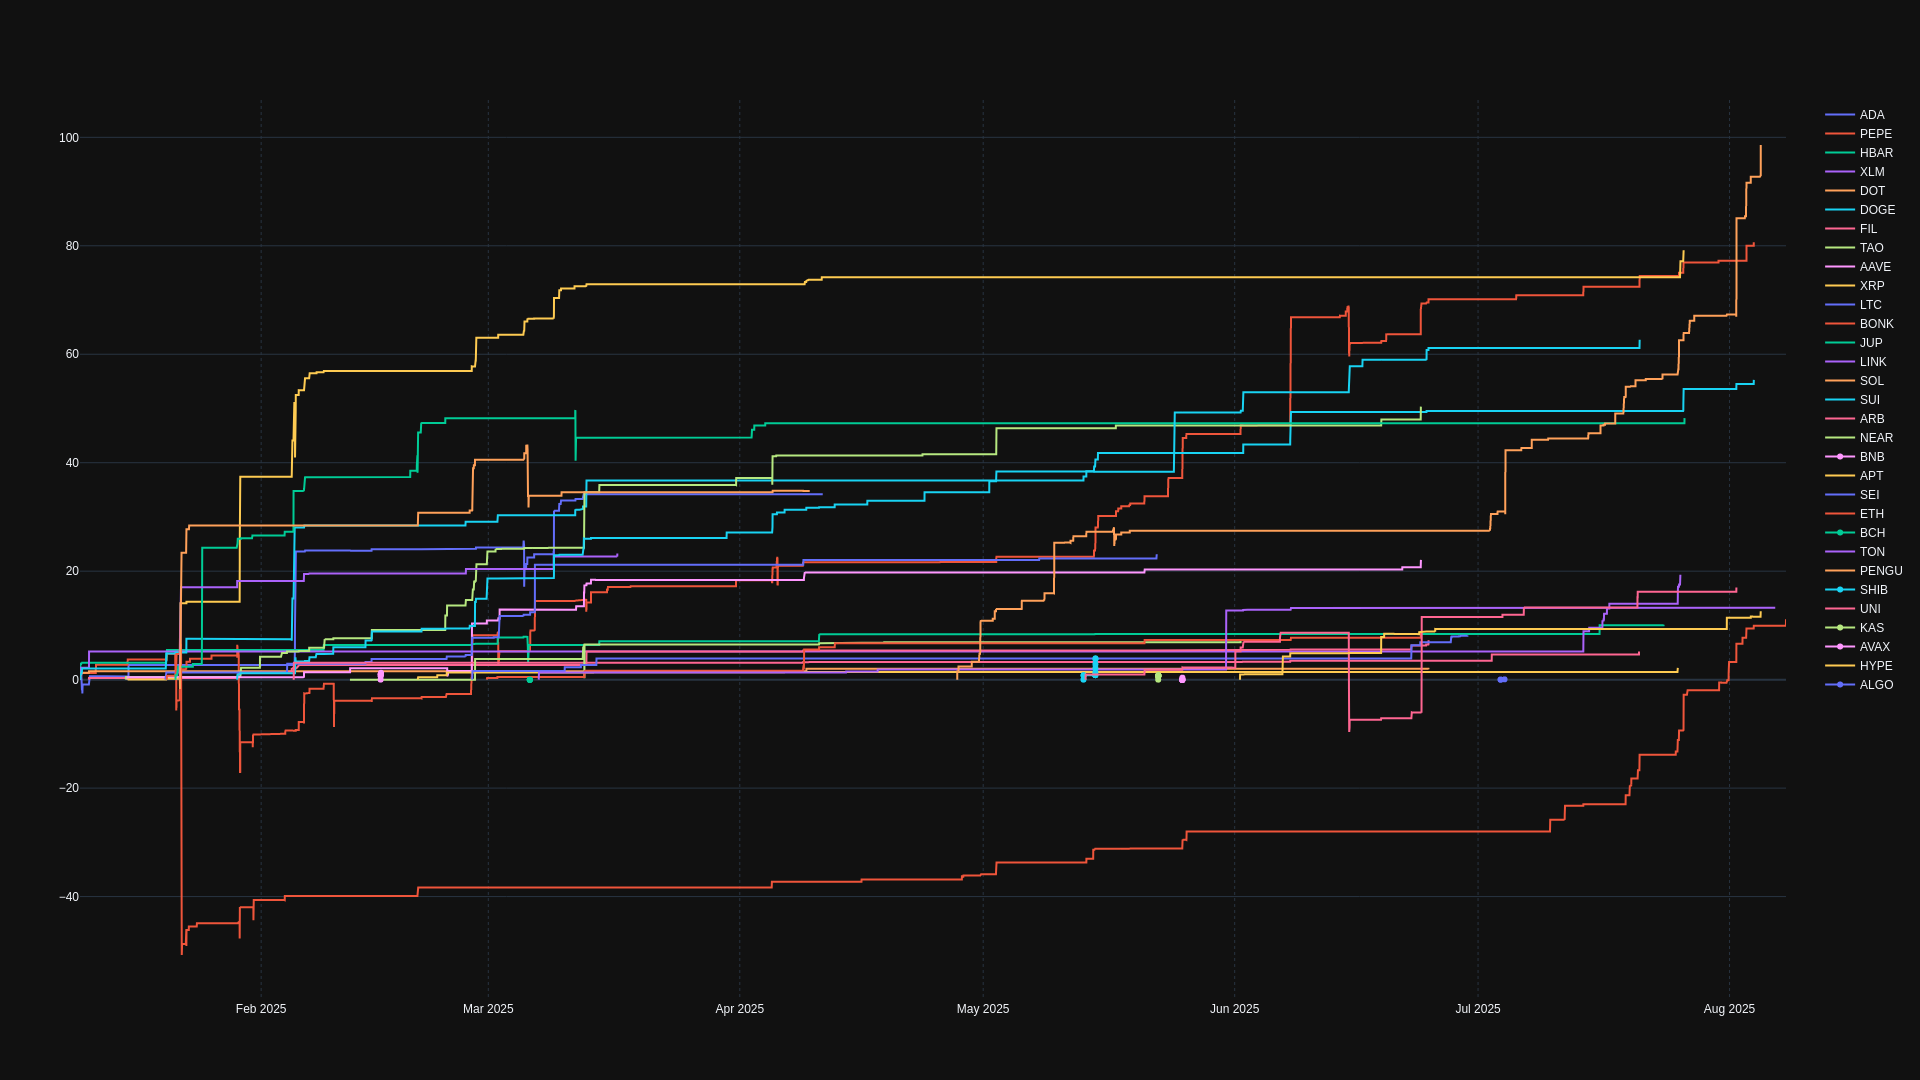 100
80
60
40
20
0
−20
−40
Feb 2025
Mar 2025
Apr 2025
May 2025
Jun 2025
Jul 2025
Aug 2025
ADA
PEPE
HBAR
XLM
DOT
DOGE
FIL
TAO
AAVE
XRP
LTC
BONK
JUP
LINK
SOL
SUI
ARB
NEAR
BNB
APT
SEI
ETH
BCH
TON
PENGU
SHIB
UNI
KAS
AVAX
HYPE
ALGO